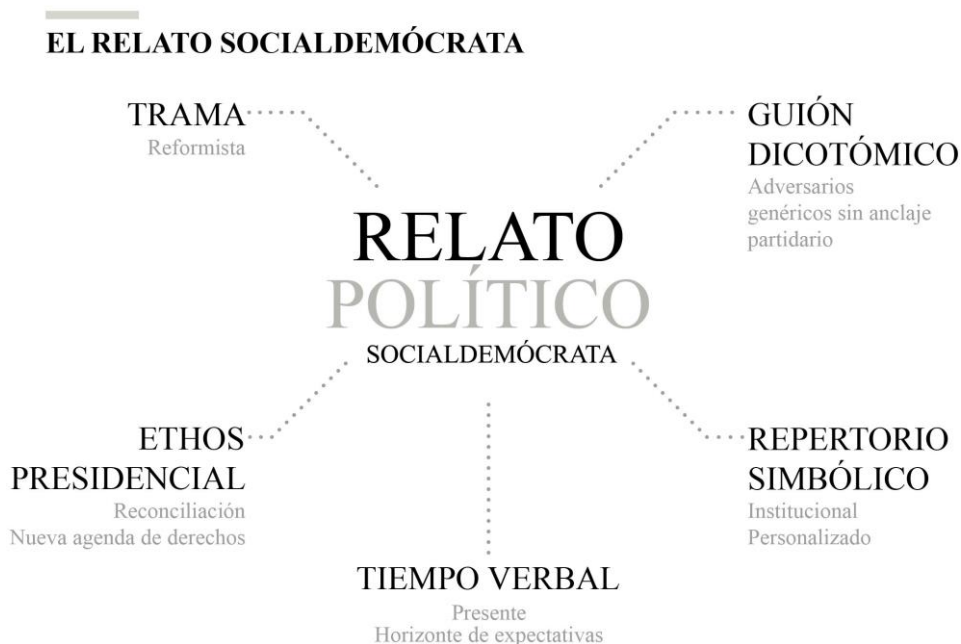 EL RELATO SOCIALDEMÓCRATA
TRAMA
Reformista
GUIÓN
DICOTÓMICO
Adversarios
genéricos sin anclaje
partidario
RELATO
POLÍTICO
SOCIALDEMÓCRATA
ETHOS
PRESIDENCIAL
Reconciliación
Nueva agenda de derechos
REPERTORIO
SIMBÓLICO
Institucional
Personalizado
TIEMPO VERBAL
Presente
Horizonte de expectativas